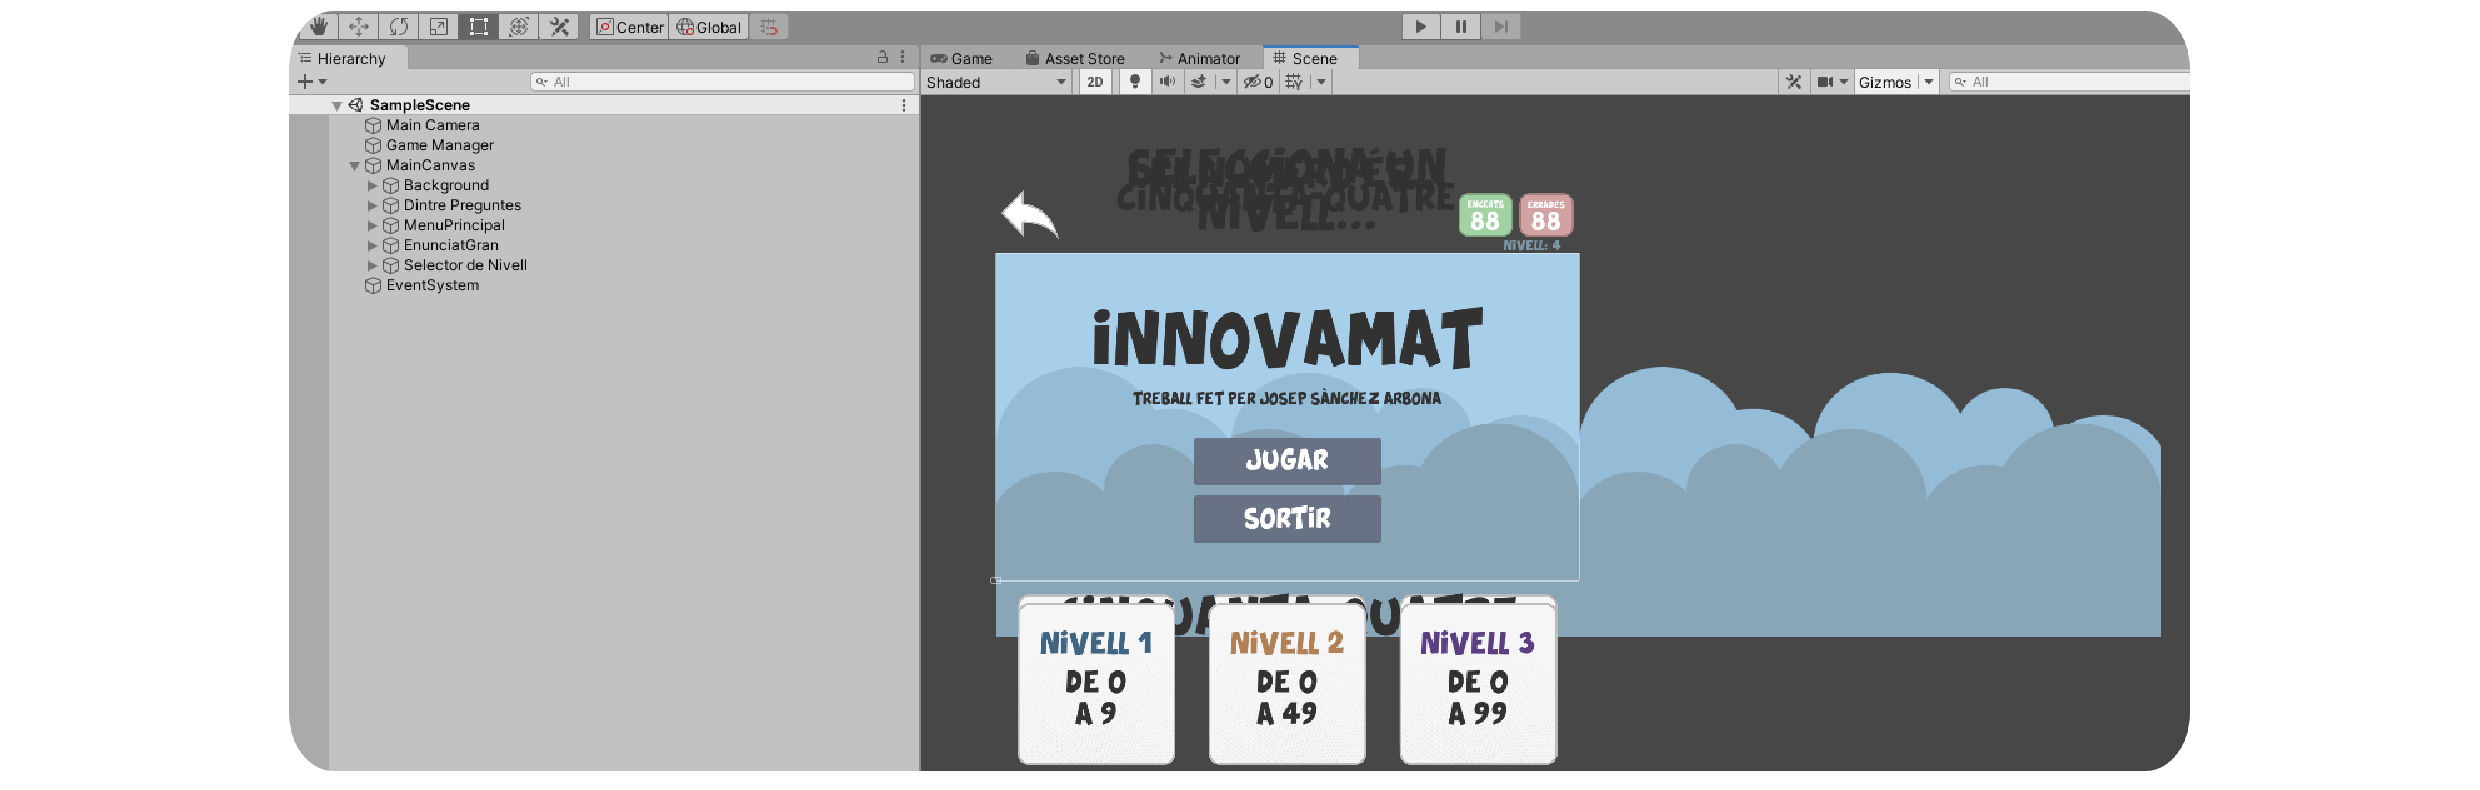 Center Global
Hierarchy
All
SampleScene
Main Camera
Game Manager
MainCanvas
Background
Dintre Preguntes
MenuPrincipal
EnunciatGran
Selector de Nivell
EventSystem
Game Asset Store Animator Scene
Shaded 2D 0 Gizmos All
SELECCiONA UN
CiNQUANTA-QUATRE
NiVELL...
ENCERTS ERRADES
88 88
NiVELL: 4
iNNOVAMAT
TREBALL FET PER JOSEP SÀNCHEZ ARBONA
JUGAR
SORTiR
NiVELL 1
DE 0
A 9
NiVELL 2
DE 0
A 49
NiVELL 3
DE 0
A 99